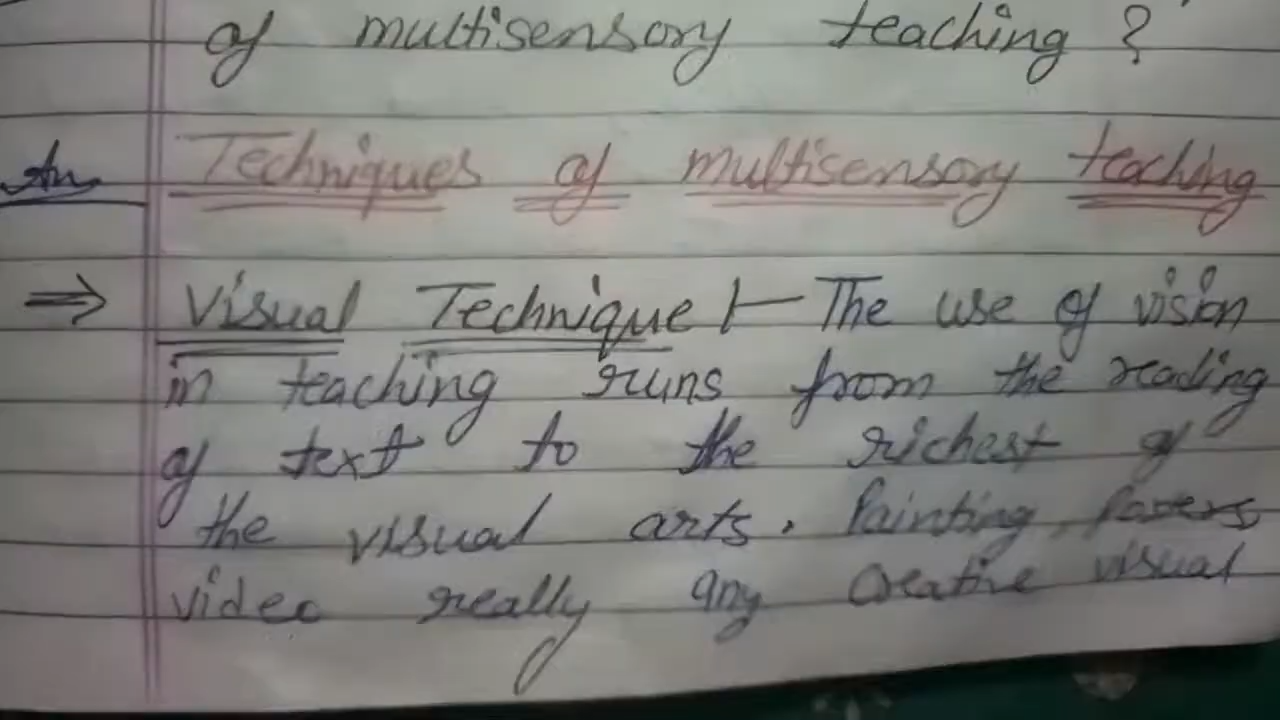 of multisensory teaching ?
An Techniques of multisensory teaching
⇒ Visual Technique :- The use of vision
in teaching runs from the reading
of text to the richest of
the visual arts. Painting,
video really any creative visual